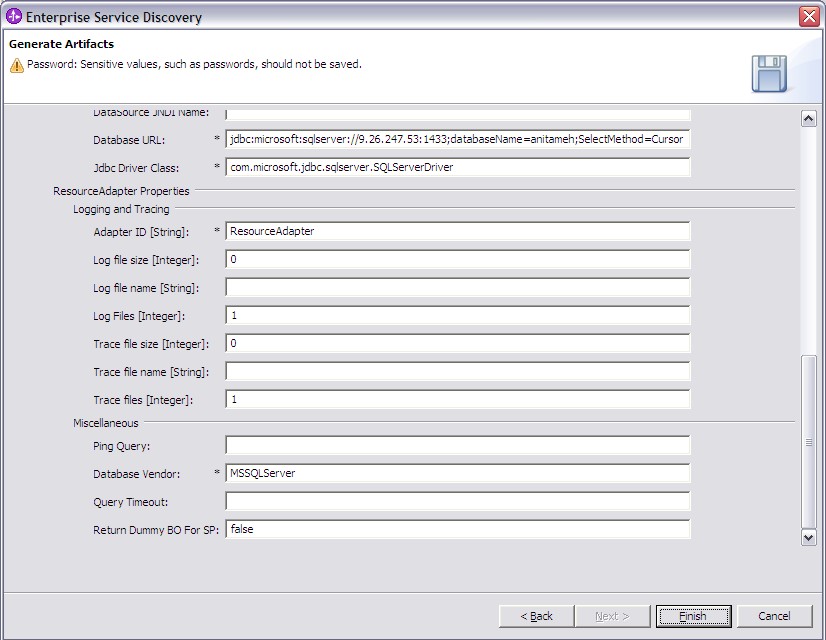 Enterprise Service Discovery
Generate Artifacts
Password: Sensitive values, such as passwords, should not be saved.
DataSource JNDI Name:
Database URL: * jdbc:microsoft:sqlserver://9.26.247.53:1433;databaseName=anitameh;SelectMethod=Cursor
Jdbc Driver Class: * com.microsoft.jdbc.sqlserver.SQLServerDriver
ResourceAdapter Properties
Logging and Tracing
Adapter ID [String]: * ResourceAdapter
Log file size [Integer]: 0
Log file name [String]:
Log Files [Integer]: 1
Trace file size [Integer]: 0
Trace file name [String]:
Trace files [Integer]: 1
Miscellaneous
Ping Query:
Database Vendor: * MSSQLServer
Query Timeout:
Return Dummy BO For SP: false
< Back Next > Finish Cancel